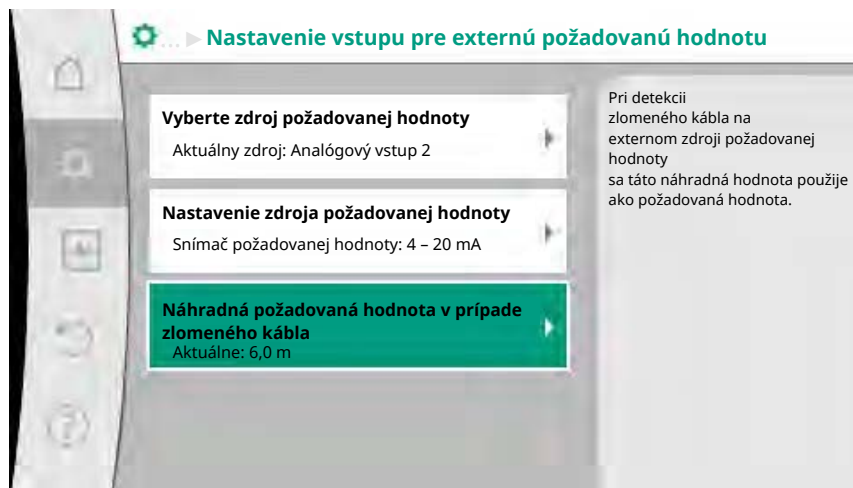 ... ▶ Nastavenie vstupu pre externú požadovanú hodnotu
Vyberte zdroj požadovanej hodnoty
Aktuálny zdroj: Analógový vstup 2
Nastavenie zdroja požadovanej hodnoty
Snímač požadovanej hodnoty: 4 – 20 mA
Náhradná požadovaná hodnota v prípade
zlomeného kábla
Aktuálne: 6,0 m
Pri detekcii
zlomeného kábla na
externom zdroji požadovanej
hodnoty
sa táto náhradná hodnota použije
ako požadovaná hodnota.